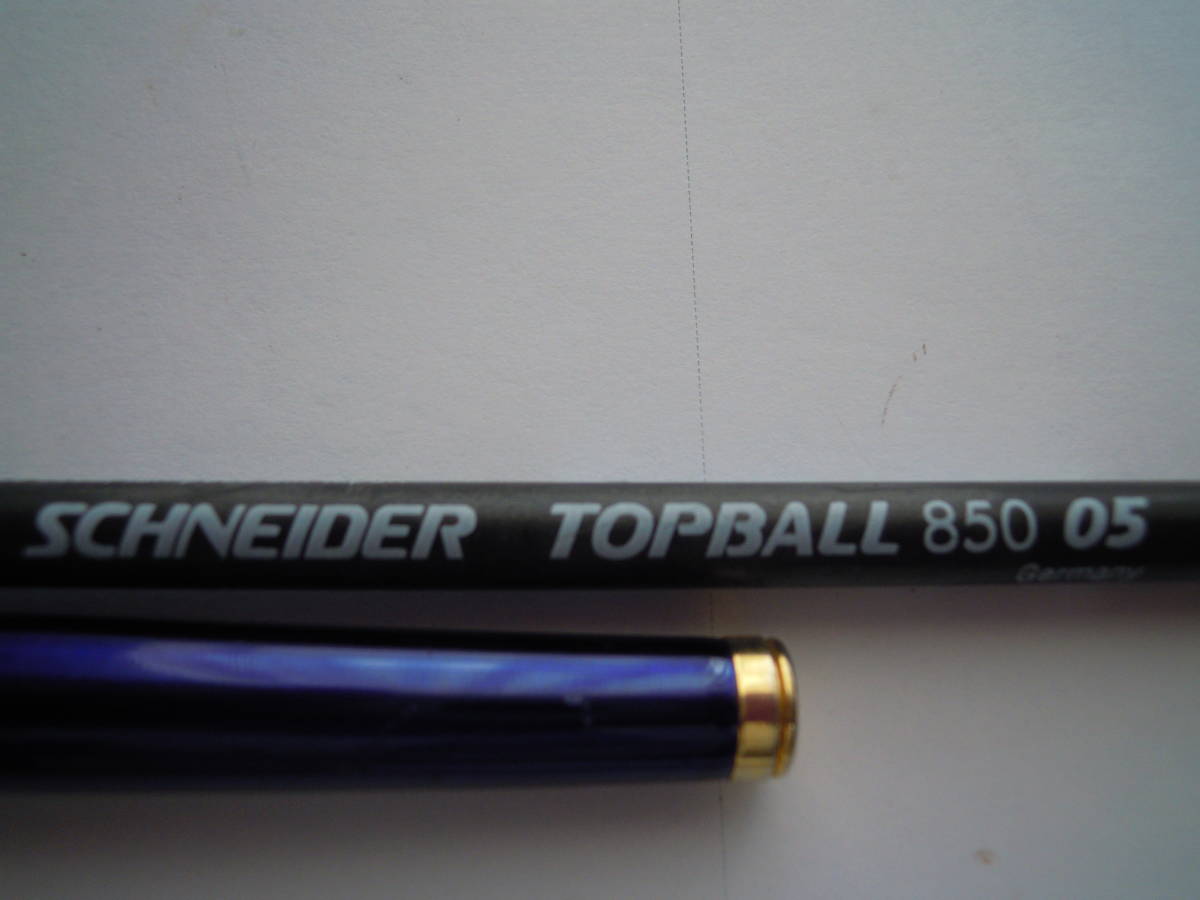 SCHNEIDER TOPBALL 850 05
Germany